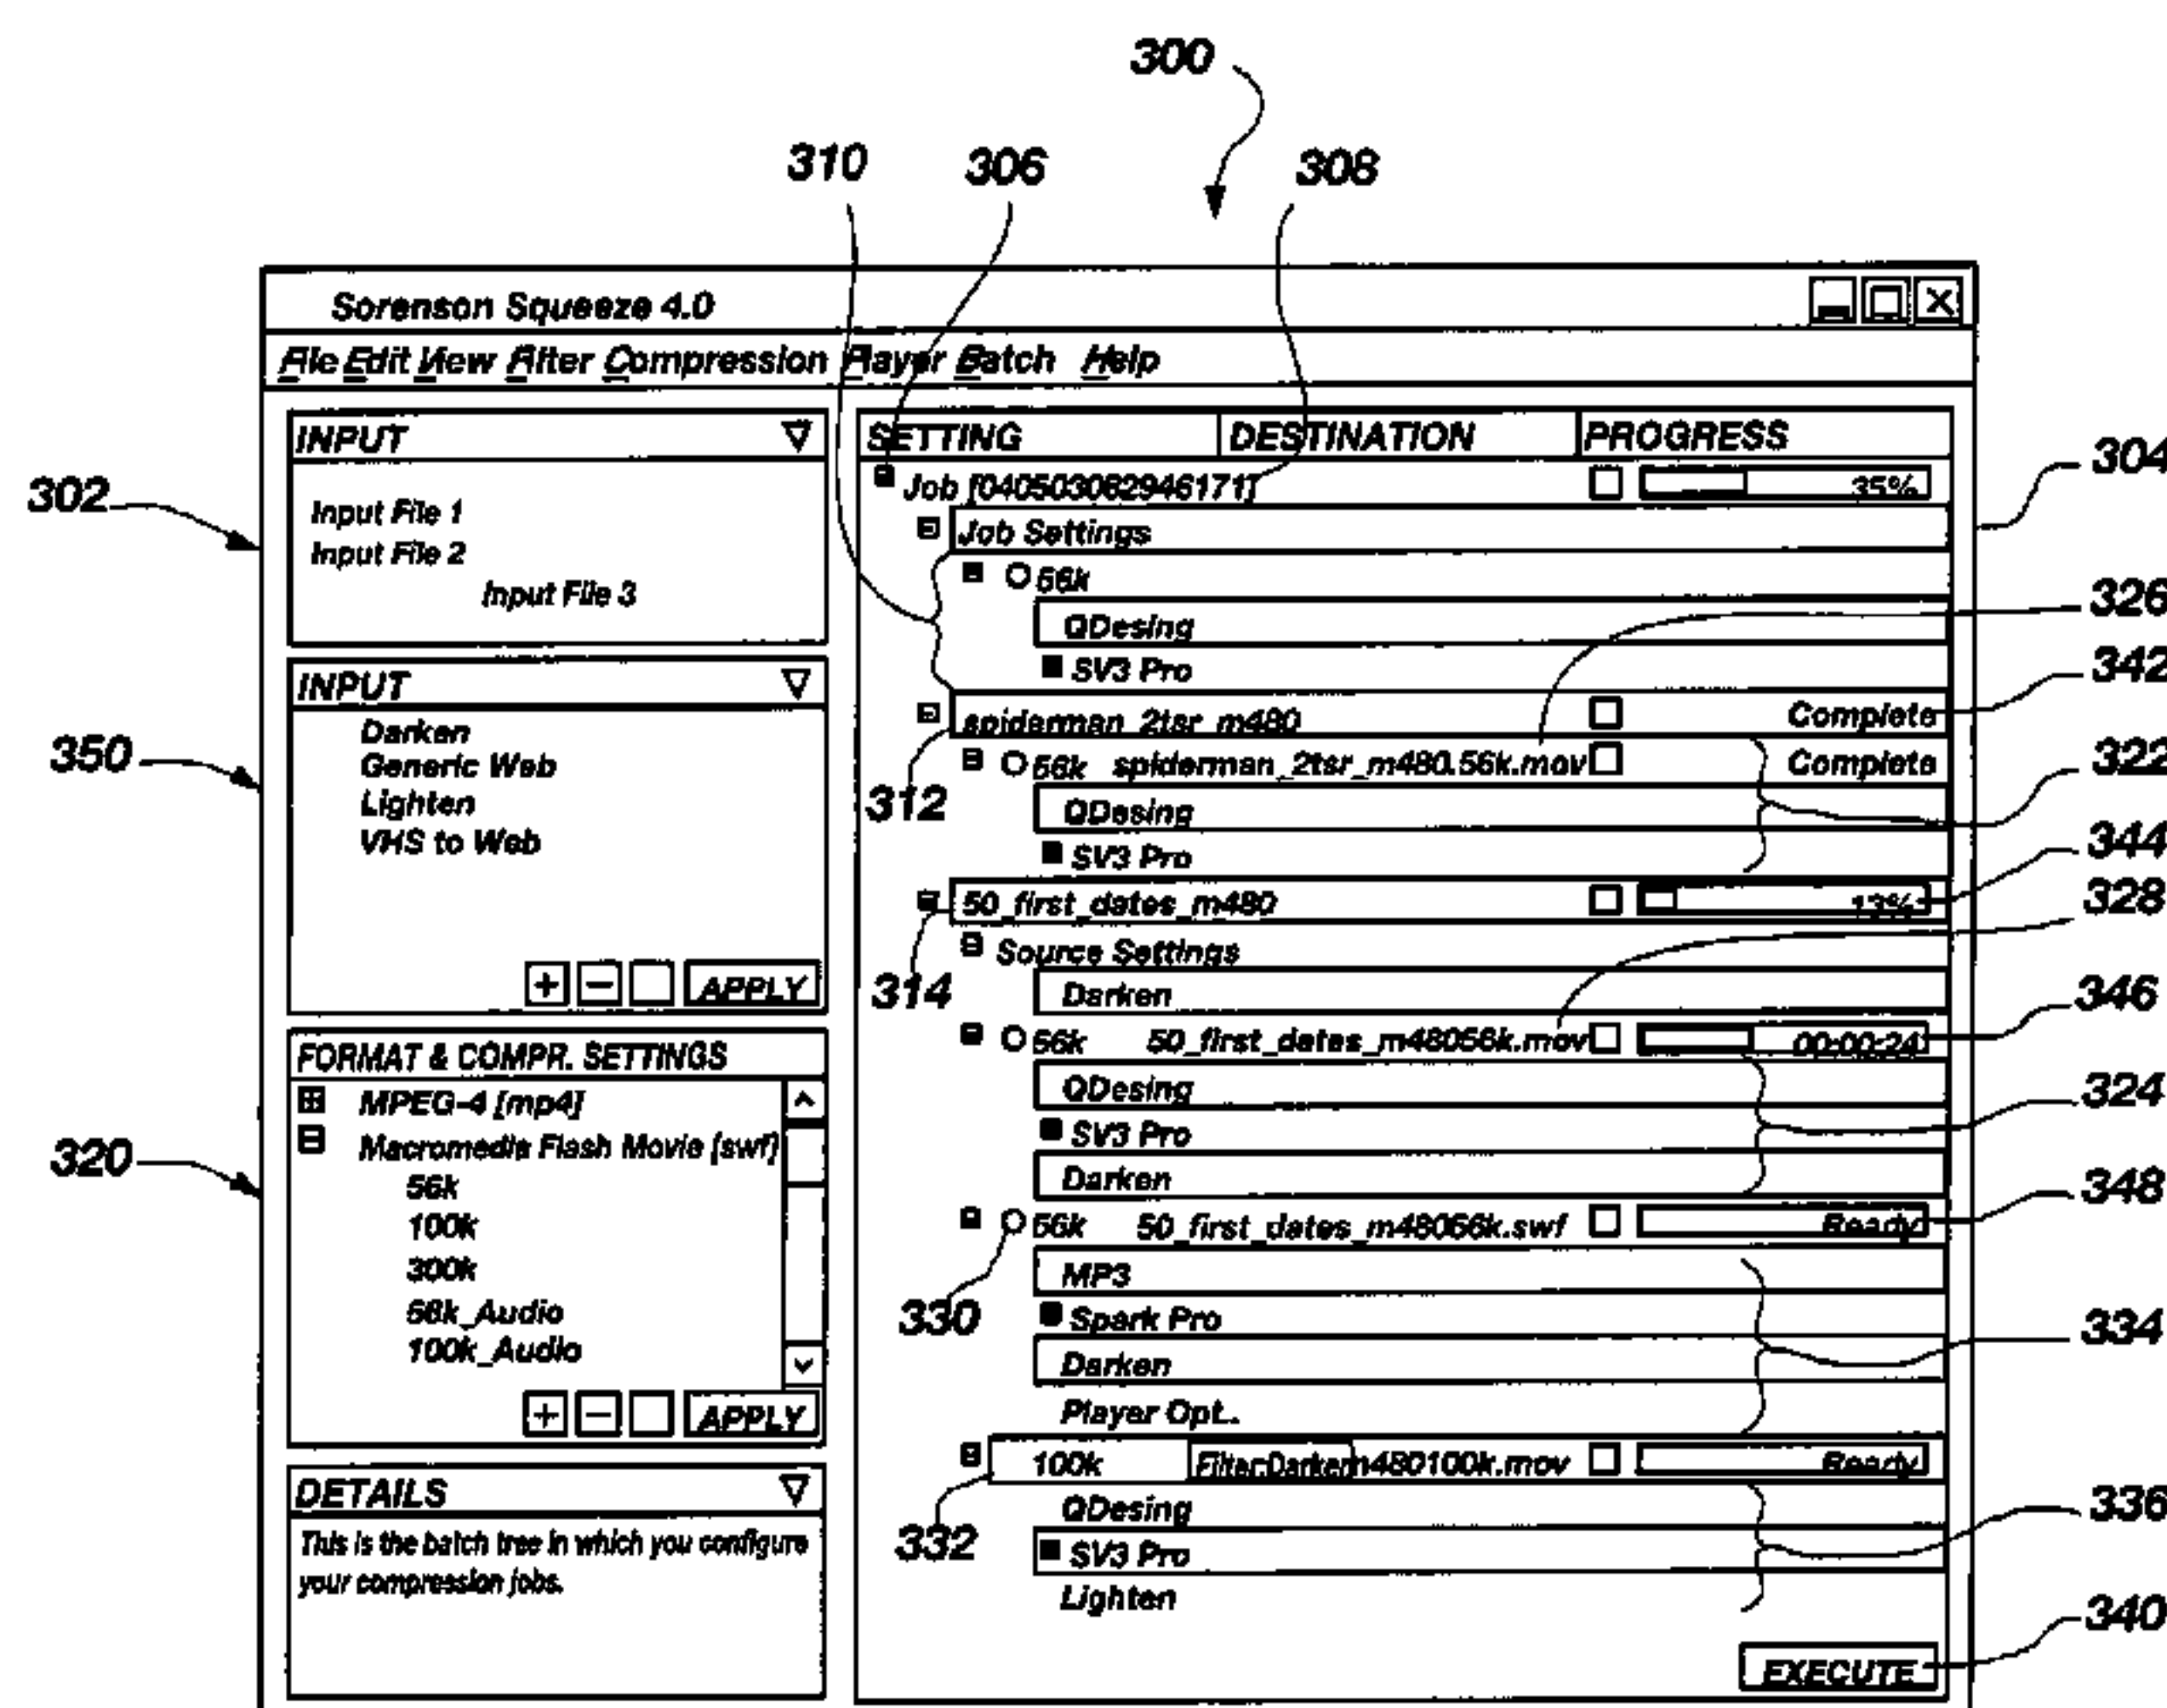 300
310 306 308
Sorenson Squeeze 4.0
File Edit View Filter Compression Player Batch Help
INPUT
SETTING DESTINATION PROGRESS
304
302
Input File 1
Input File 2
Input File 3
Job [040503082946171] 35%
Job Settings
56k
326
QDesing
SV3 Pro
342
INPUT
Darken
Generic Web
Lighten
VHS to Web
+ − APPLY
350
spiderman_2tsr_m480 Complete
56k spiderman_2tsr_m480.56k.mov Complete
322
312
QDesing
SV3 Pro
344
50_first_dates_m480 13%
328
Source Settings
314
Darken
346
56k 50_first_dates_m48056k.mov 00:00:24
QDesing
324
SV3 Pro
Darken
348
56k 50_first_dates_m48056k.swf Ready
MP3
330
Spark Pro
334
Darken
Player Opt..
100k Filter:Darken m480100k.mov Ready
QDesing
336
332
SV3 Pro
Lighten
340
EXECUTE
FORMAT & COMPR. SETTINGS
MPEG-4 [mp4]
Macromedia Flash Movie [swf]
320
56k
100k
300k
56k_Audio
100k_Audio
+ − APPLY
DETAILS
This is the batch tree in which you configure
your compression jobs.